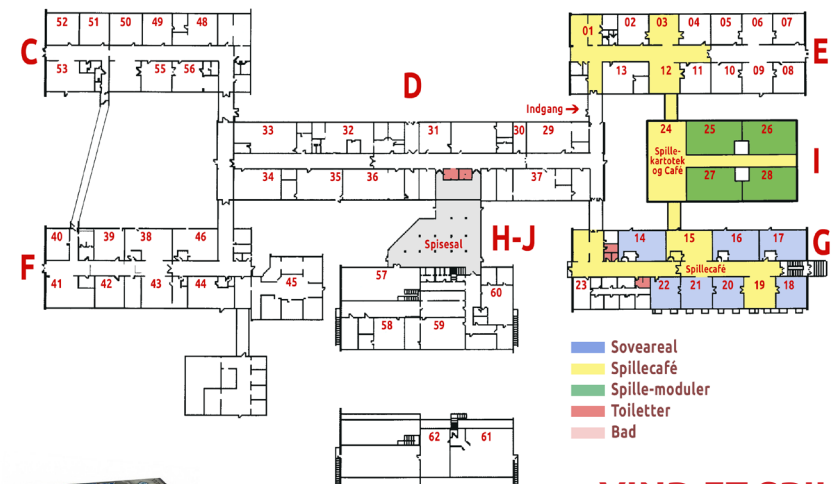 52 51 50 49 48
C
53 55 56
D
01 02 03 04 05 06 07
E
13 12 11 10 09 08
Indgang →
33 32 31 30 29
34 35 36 37
24 25 26
Spille-
kartotek
og Café
I
27 28
40 39 38 46
F
41 42 43 44 45
Spisesal
H-J
57 60
58 59
14 15 16 17
G
Spillecafé
23 22 21 20 19 18
Soveareal
Spillecafé
Spille-moduler
Toiletter
Bad
62 61